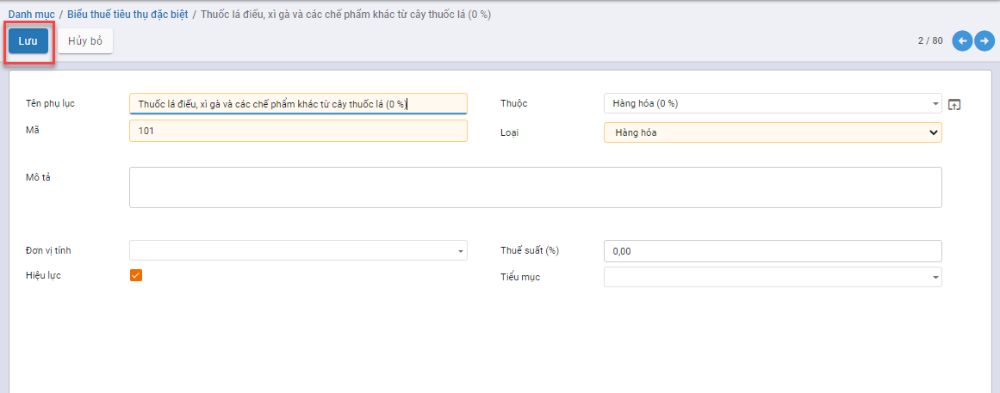 Danh mục / Biểu thuế tiêu thụ đặc biệt / Thuốc lá điếu, xì gà và các chế phẩm khác từ cây thuốc lá (0 %)
Lưu Hủy bỏ 2 / 80
Tên phụ lục Thuốc lá điếu, xì gà và các chế phẩm khác từ cây thuốc lá (0 %) Thuộc Hàng hóa (0 %)
Mã 101 Loại Hàng hóa
Mô tả
Đơn vị tính Thuế suất (%) 0,00
Hiệu lực Tiểu mục